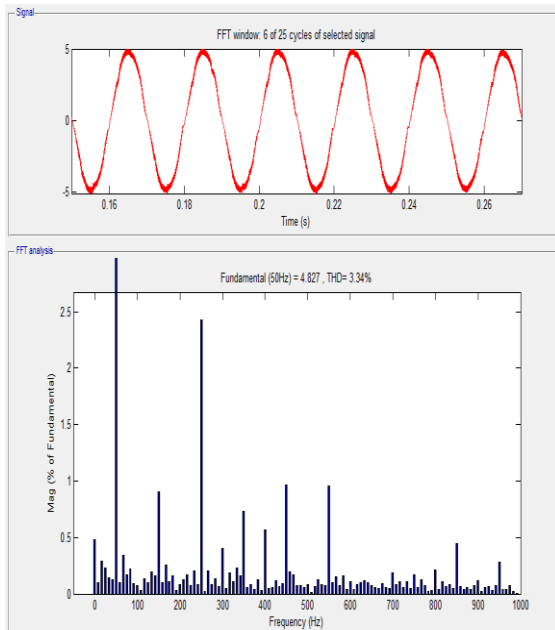 Signal
FFT window: 6 of 25 cycles of selected signal
5
0
-5
0.16 0.18 0.2 0.22 0.24 0.26
Time (s)
FFT analysis
Fundamental (50Hz) = 4.827 , THD= 3.34%
Mag (% of Fundamental)
2.5
2
1.5
1
0.5
0
0 100 200 300 400 500 600 700 800 900 1000
Frequency (Hz)